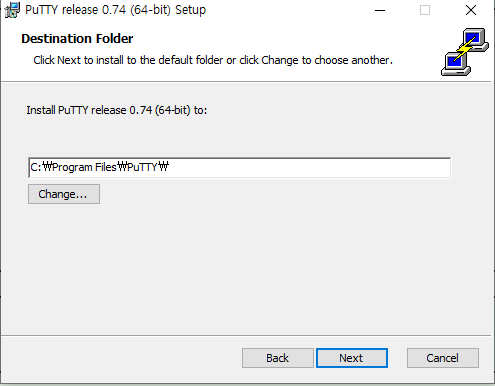 PuTTY release 0.74 (64-bit) Setup
Destination Folder
Click Next to install to the default folder or click Change to choose another.
Install PuTTY release 0.74 (64-bit) to:
C:₩Program Files₩PuTTY₩
Change...
Back
Next
Cancel